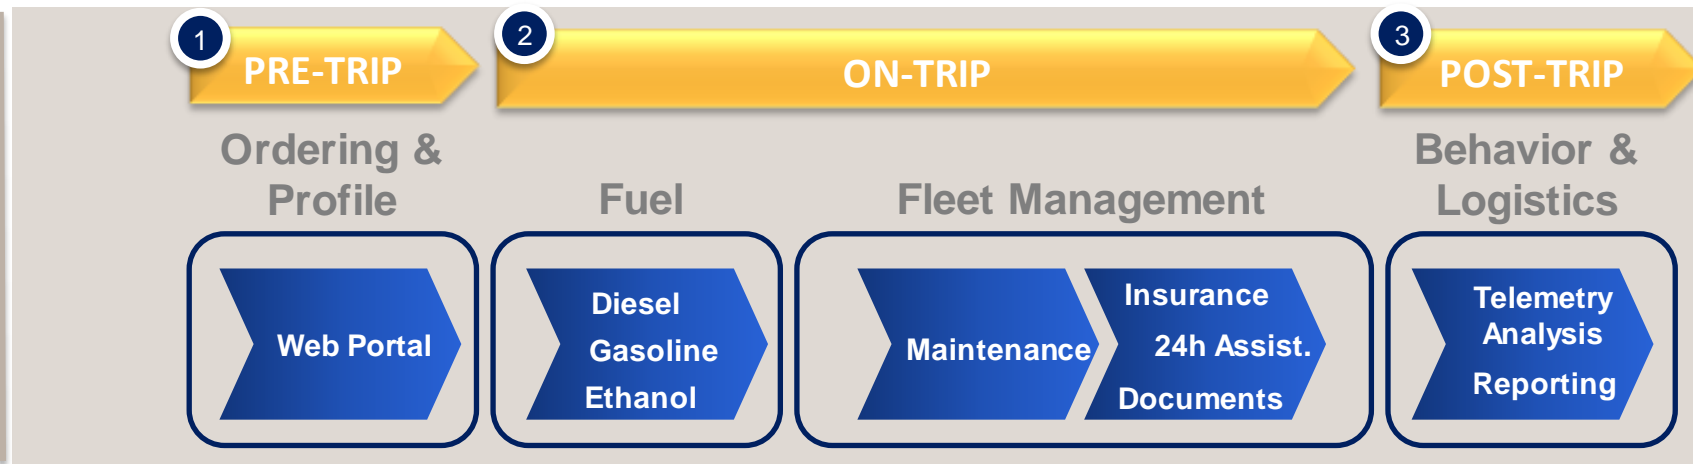 1
PRE-TRIP
2
ON-TRIP
3
POST-TRIP
Ordering &
Profile
Fuel
Fleet Management
Behavior &
Logistics
Web Portal
Diesel
Gasoline
Ethanol
Maintenance
Insurance
24h Assist.
Documents
Telemetry
Analysis
Reporting